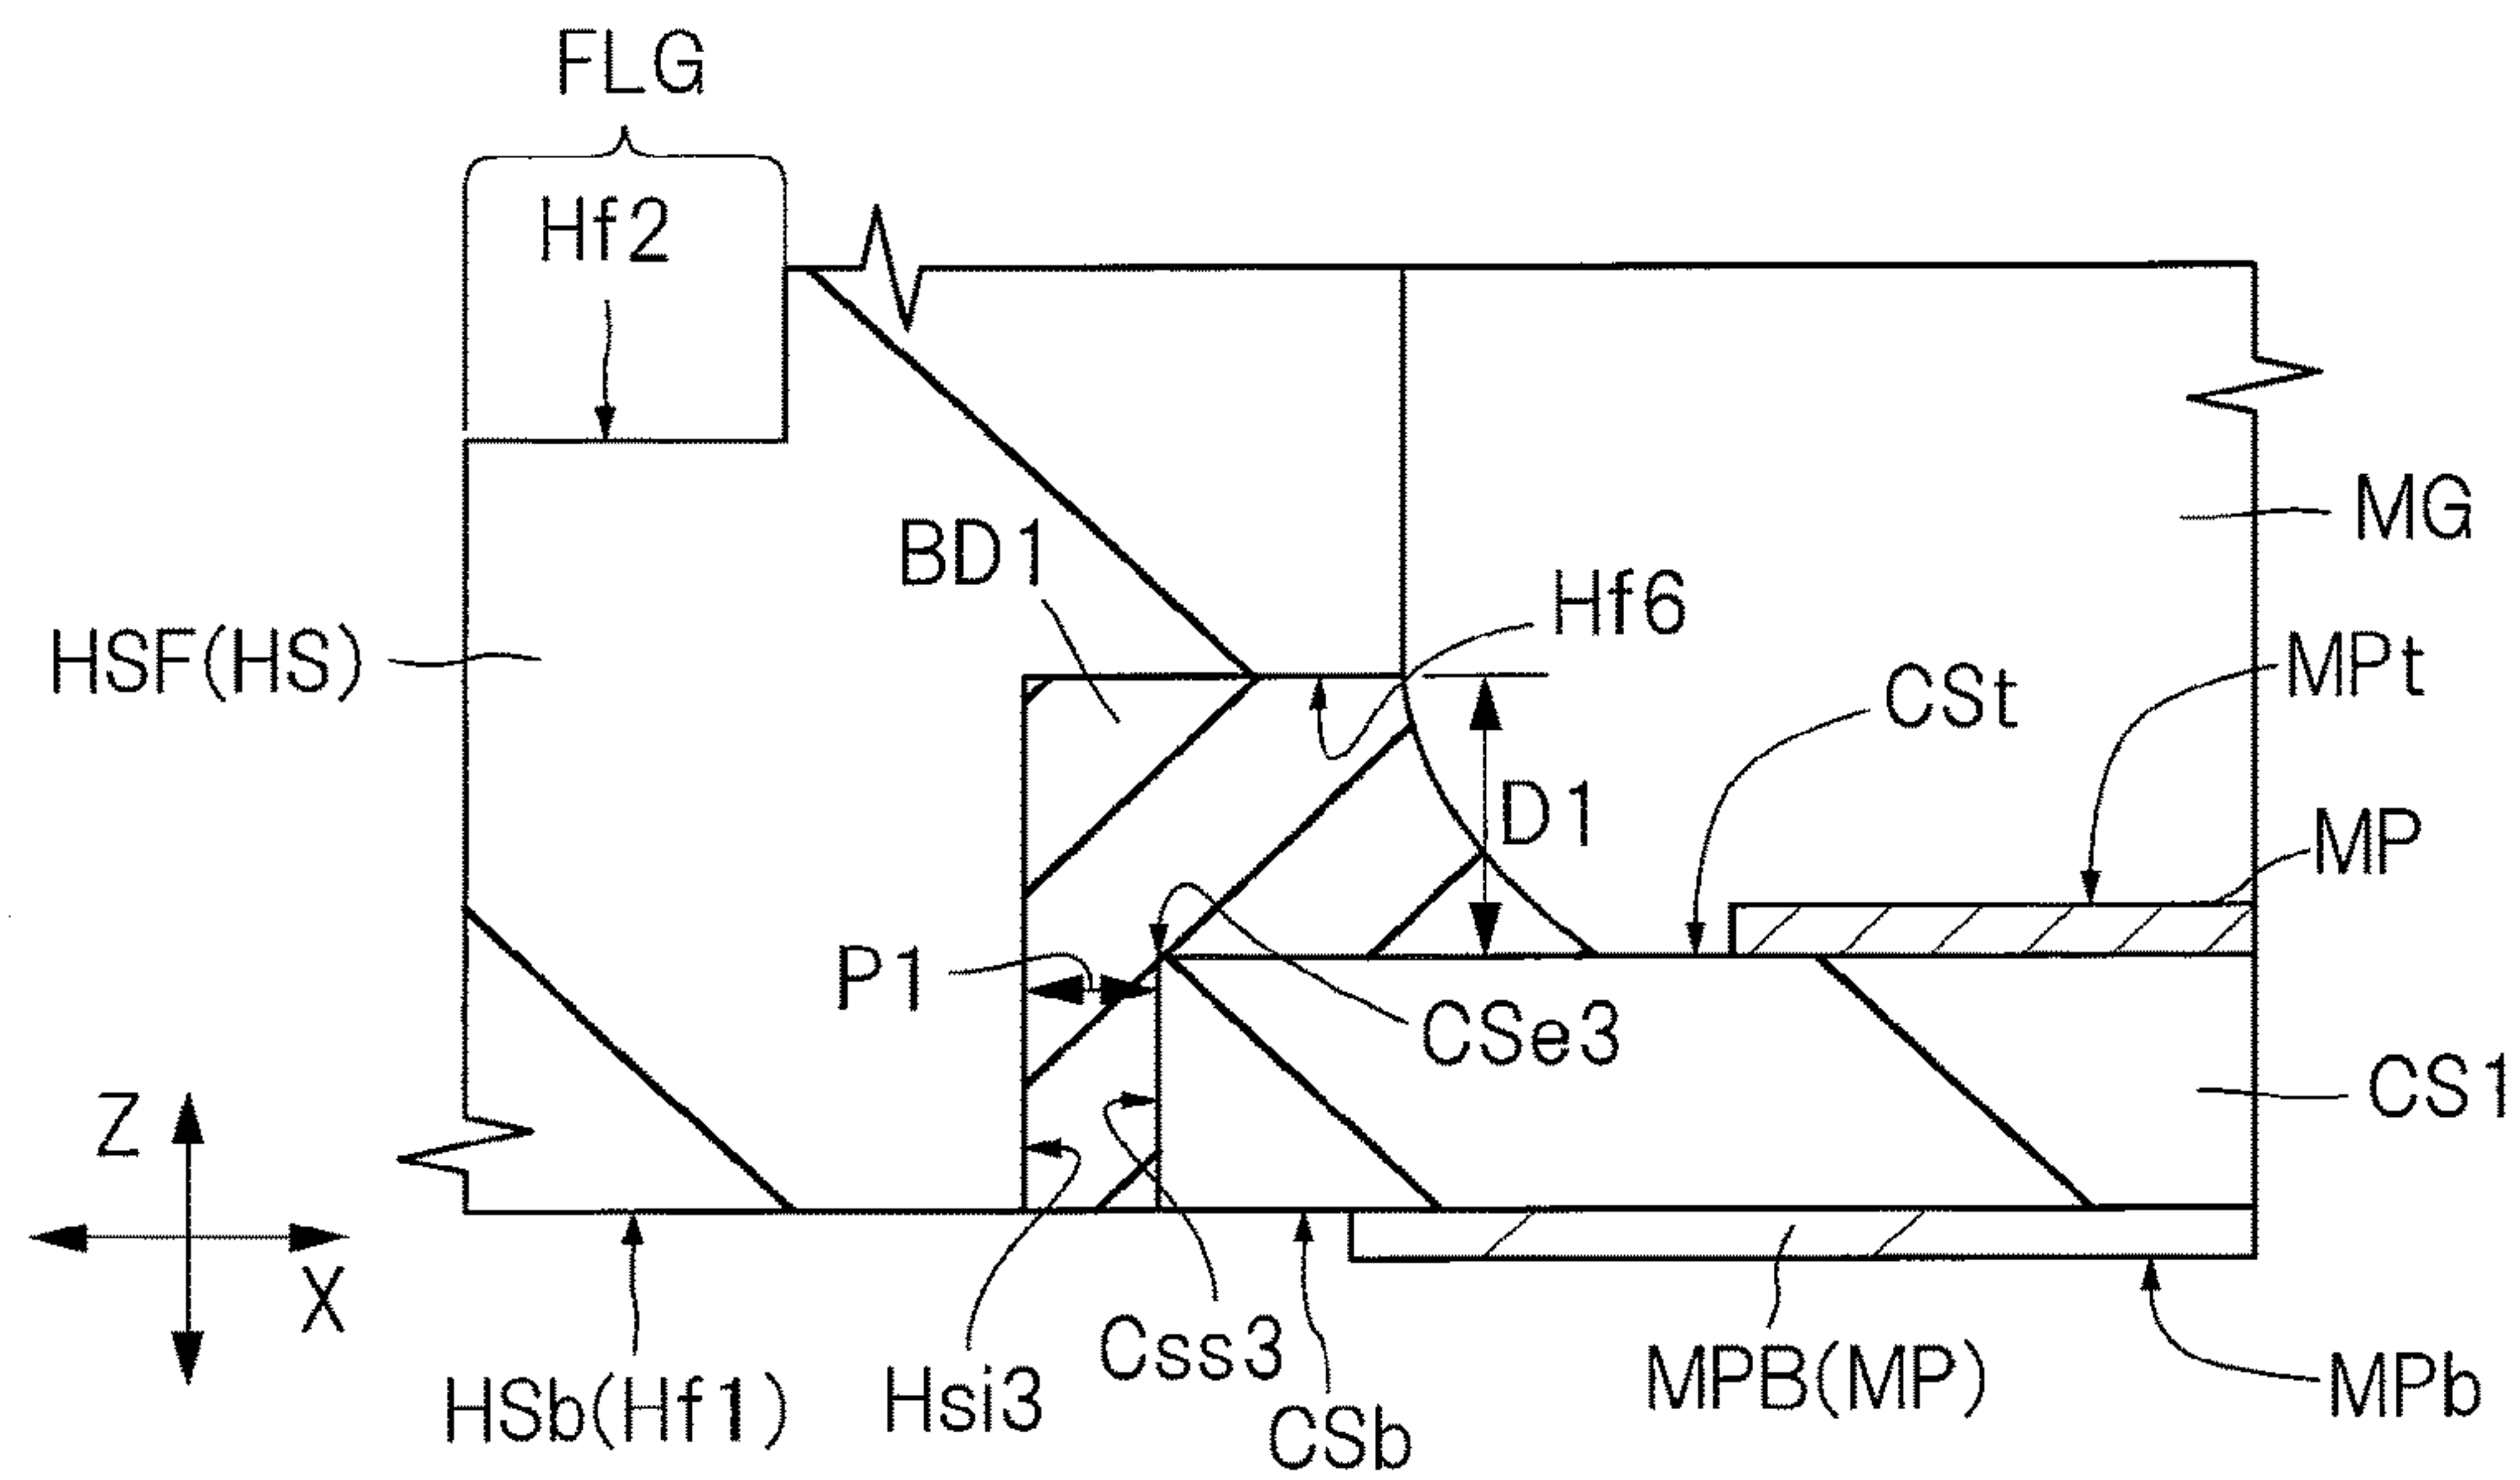 FLG
Hf2
BD1
MG
Hf6
HSF(HS)
CSt
MPt
D1
MP
P1
CSe3
CS1
Z
X
Css3
Hsi3
HSb(Hf1)
CSb
MPB(MP)
MPb